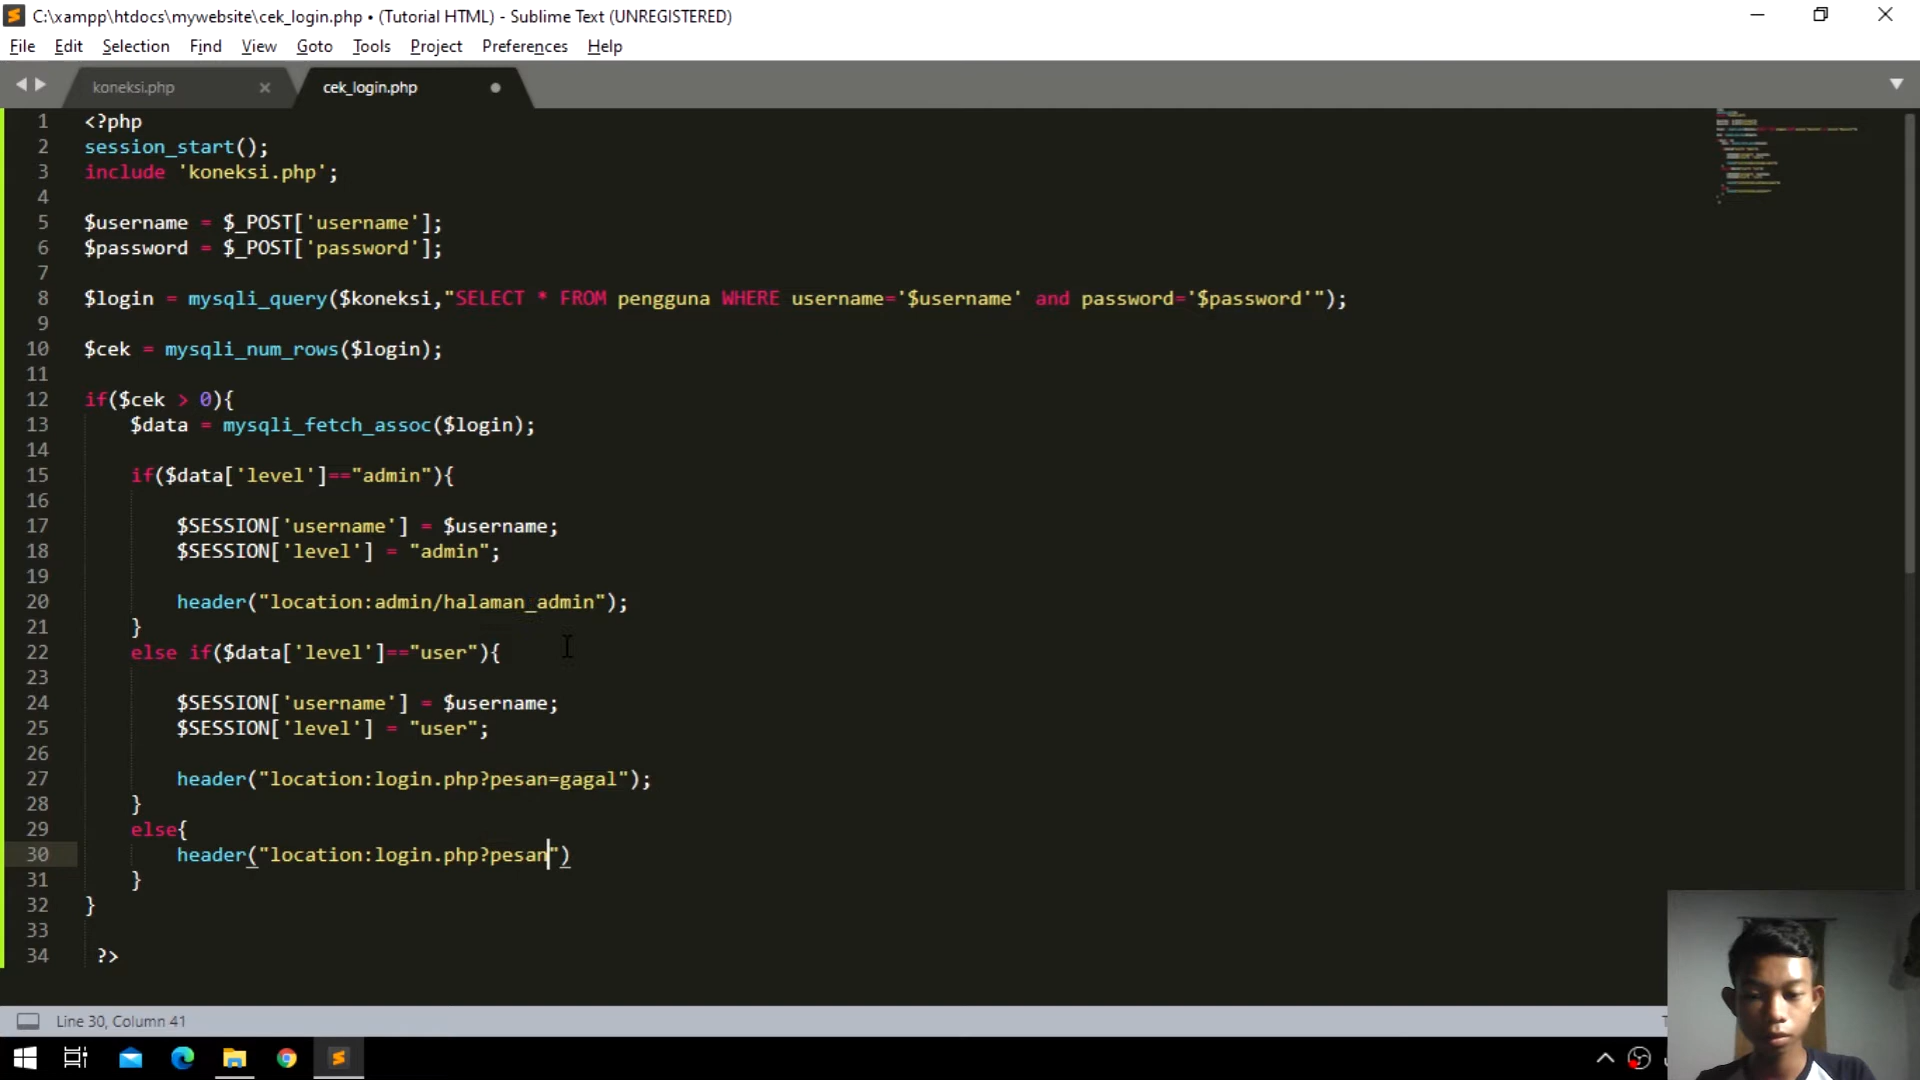 C:\xampp\htdocs\mywebsite\cek_login.php • (Tutorial HTML) - Sublime Text (UNREGISTERED)
File Edit Selection Find View Goto Tools Project Preferences Help
koneksi.php cek_login.php
1 <?php
2 session_start();
3 include 'koneksi.php';
4
5 $username = $_POST['username'];
6 $password = $_POST['password'];
7
8 $login = mysqli_query($koneksi,"SELECT * FROM pengguna WHERE username='$username' and password='$password'");
9
10 $cek = mysqli_num_rows($login);
11
12 if($cek > 0){
13 $data = mysqli_fetch_assoc($login);
14
15 if($data['level']=="admin"){
16
17 $SESSION['username'] = $username;
18 $SESSION['level'] = "admin";
19
20 header("location:admin/halaman_admin");
21 }
22 else if($data['level']=="user"){
23
24 $SESSION['username'] = $username;
25 $SESSION['level'] = "user";
26
27 header("location:login.php?pesan=gagal");
28 }
29 else{
30 header("location:login.php?pesan")
31 }
32 }
33
34 ?>
Line 30, Column 41